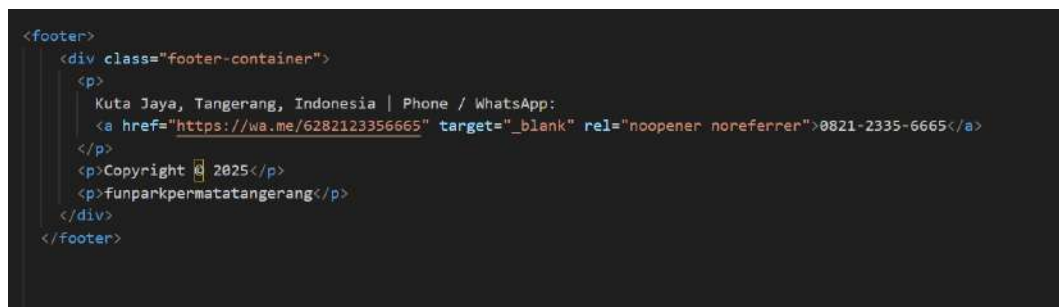 <footer>
<div class="footer-container">
<p>
Kuta Jaya, Tangerang, Indonesia | Phone / WhatsApp:
<a href="https://wa.me/6282123356665" target="_blank" rel="noopener noreferrer">0821-2335-6665</a>
</p>
<p>Copyright © 2025</p>
<p>funparkpermatatangerang</p>
</div>
</footer>